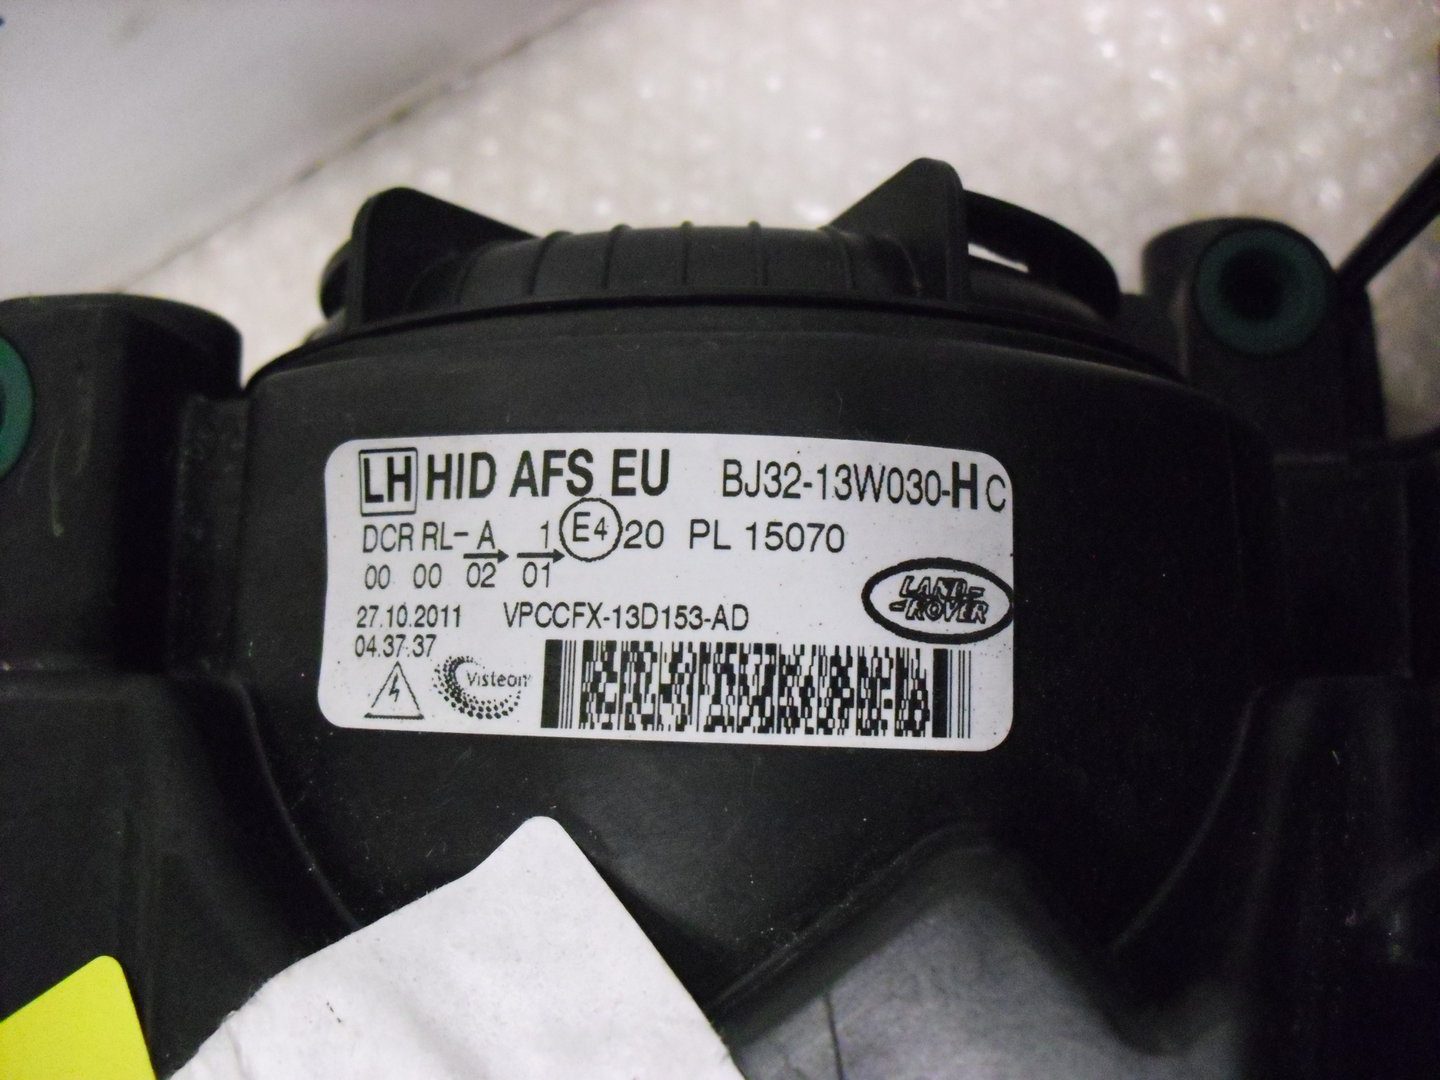 LH HID AFS EU BJ32-13W030-HC
DCR RL- A 1 E4 20 PL 15070
00 00 02 01
27.10.2011 VPCCFX-13D153-AD
04.37.37
LAND-
-ROVER
Visteon